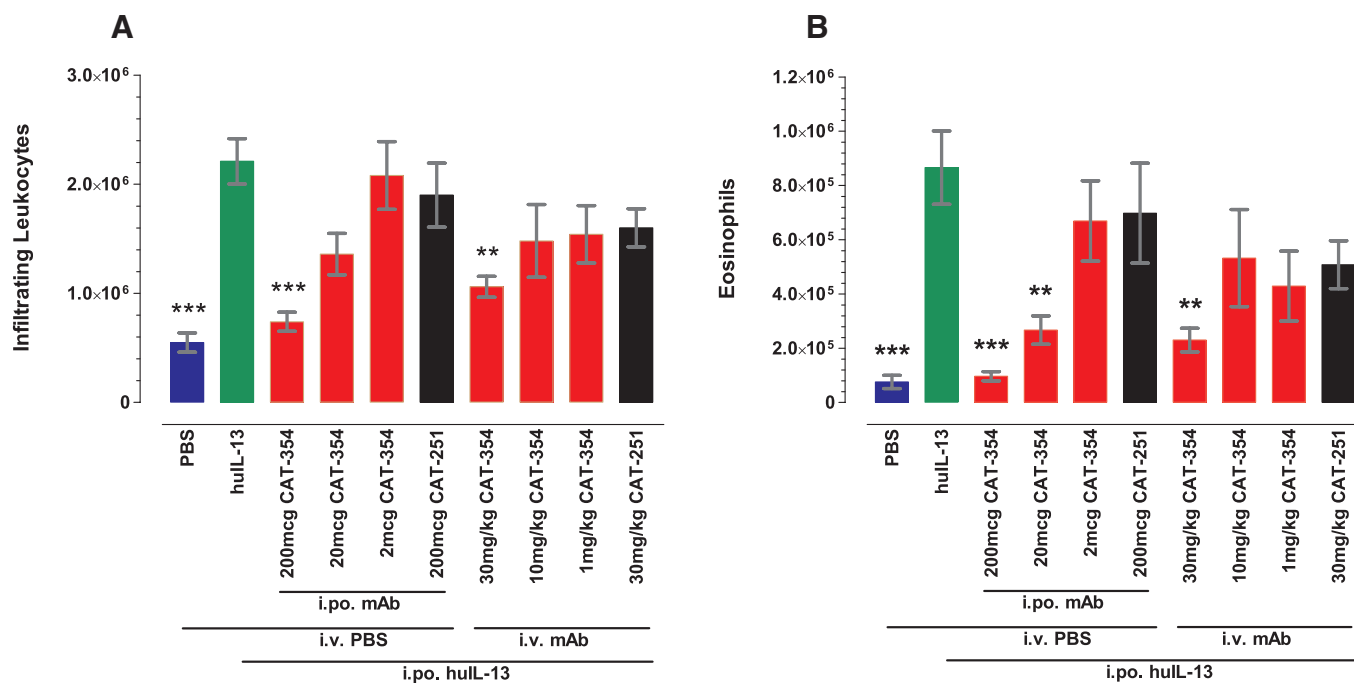 A
Infiltrating Leukocytes
3.0×10⁶
2.0×10⁶
1.0×10⁶
0
***
***
**
PBS
huIL-13
200mcg CAT-354
20mcg CAT-354
2mcg CAT-354
200mcg CAT-251
30mg/kg CAT-354
10mg/kg CAT-354
1mg/kg CAT-354
30mg/kg CAT-251
i.po. mAb
i.v. PBS
i.v. mAb
i.po. huIL-13
B
Eosinophils
1.2×10⁶
1.0×10⁶
8.0×10⁵
6.0×10⁵
4.0×10⁵
2.0×10⁵
0
***
***
**
**
PBS
huIL-13
200mcg CAT-354
20mcg CAT-354
2mcg CAT-354
200mcg CAT-251
30mg/kg CAT-354
10mg/kg CAT-354
1mg/kg CAT-354
30mg/kg CAT-251
i.po. mAb
i.v. PBS
i.v. mAb
i.po. huIL-13